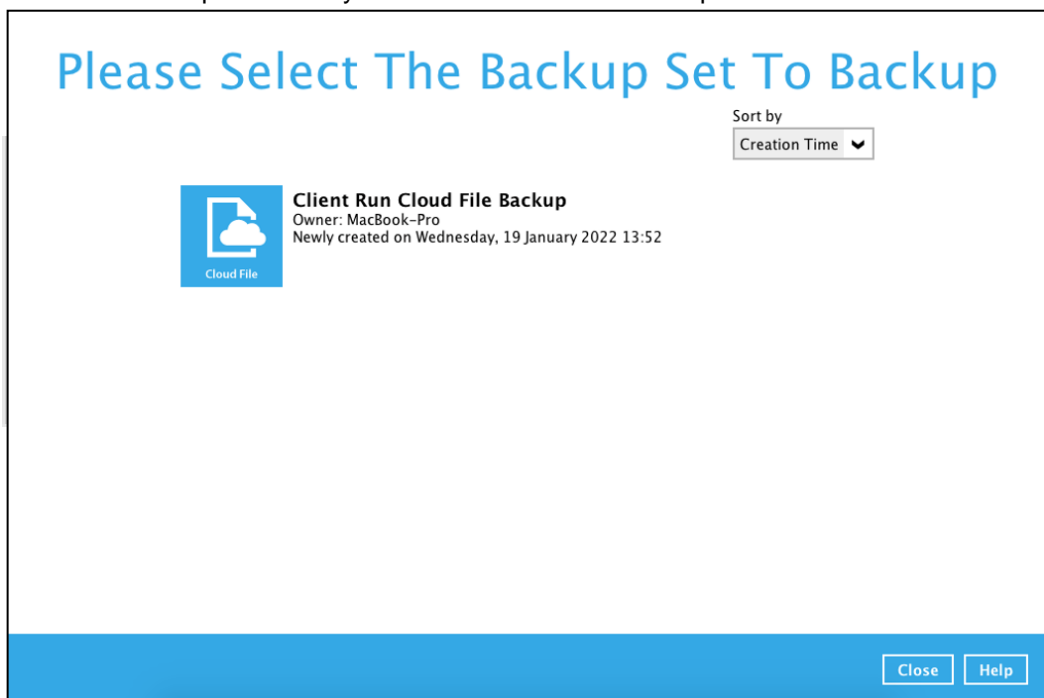 Please Select The Backup Set To Backup
Sort by
Creation Time
Client Run Cloud File Backup
Owner: MacBook-Pro
Newly created on Wednesday, 19 January 2022 13:52
Cloud File
Close Help